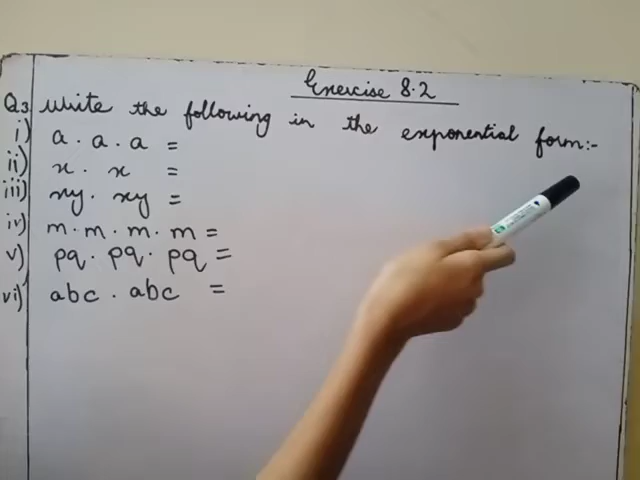 Exercise 8.2
Q3 Write the following in the exponential form:-
i) a . a . a =
ii) x . x =
iii) xy . xy =
iv) m . m . m . m =
v) pq . pq . pq =
vi) abc . abc =